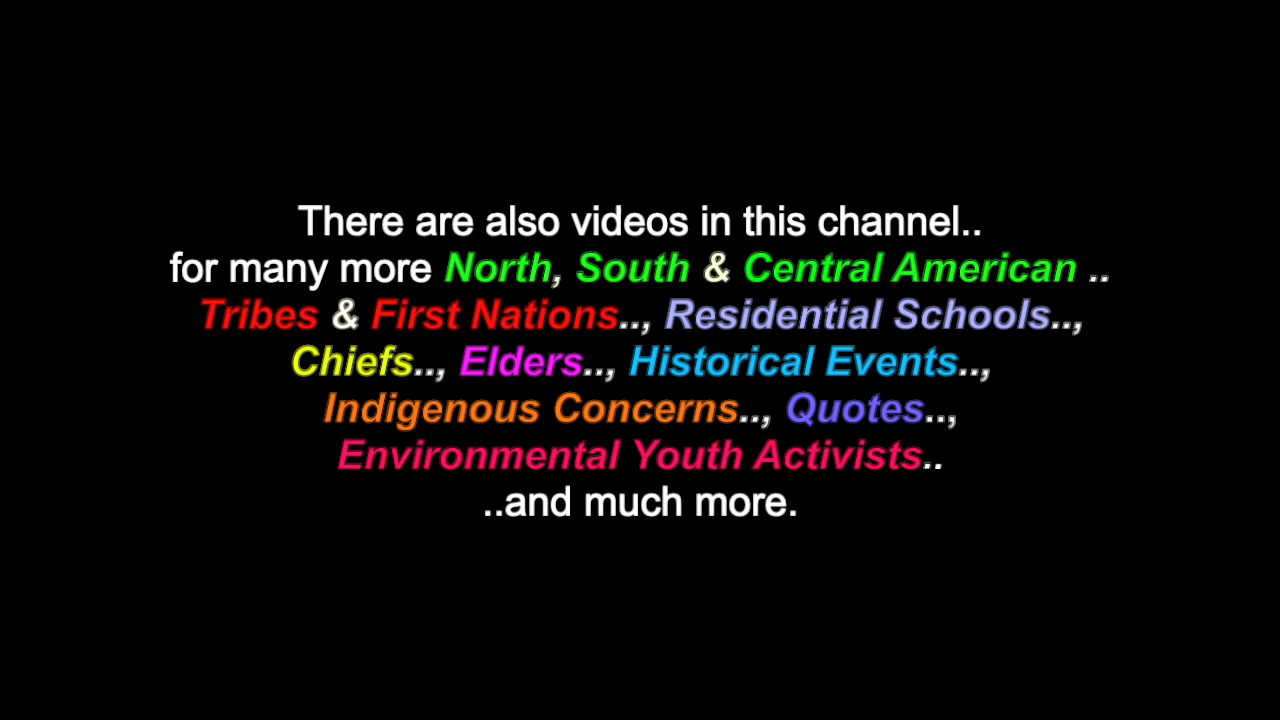 There are also videos in this channel..
for many more North, South & Central American ..
Tribes & First Nations.., Residential Schools..,
Chiefs.., Elders.., Historical Events..,
Indigenous Concerns.., Quotes..,
Environmental Youth Activists..
..and much more.